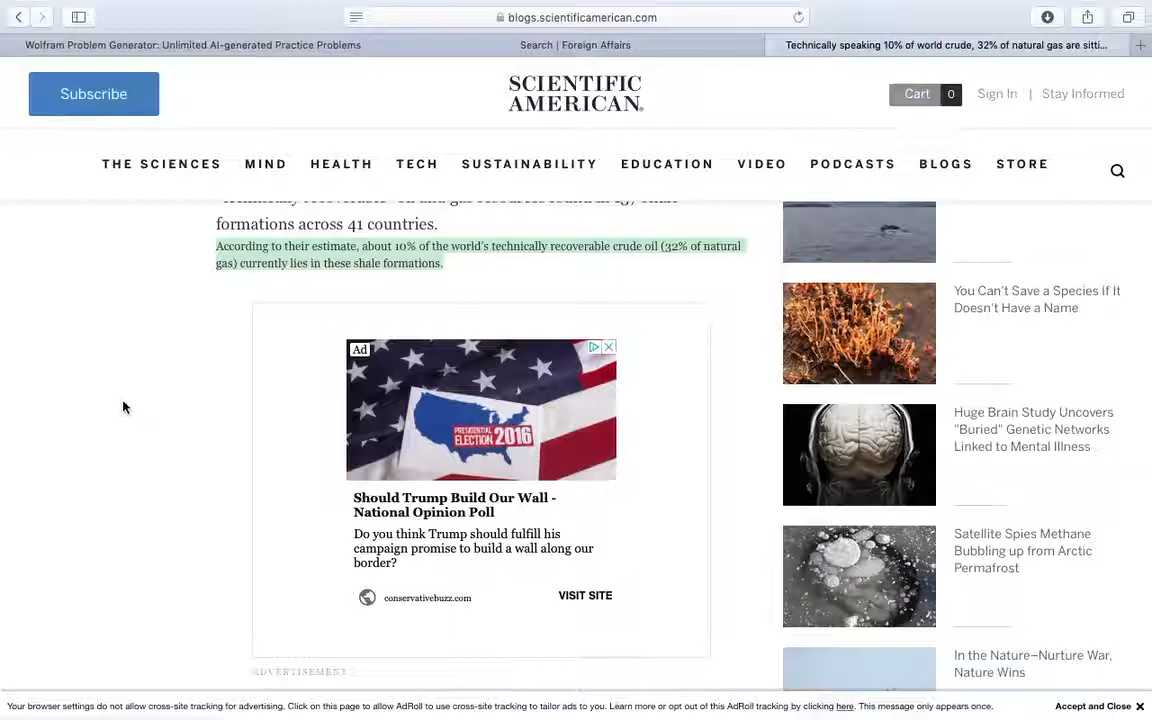 blogs.scientificamerican.com
Wolfram Problem Generator: Unlimited AI-generated Practice Problems
Search | Foreign Affairs
Technically speaking 10% of world crude, 32% of natural gas are sitti...
Subscribe
SCIENTIFIC
AMERICAN®
Cart 0 Sign In | Stay Informed
THE SCIENCES MIND HEALTH TECH SUSTAINABILITY EDUCATION VIDEO PODCASTS BLOGS STORE
formations across 41 countries.
According to their estimate, about 10% of the world's technically recoverable crude oil (32% of natural
gas) currently lies in these shale formations.
Ad
PRESIDENTIAL
ELECTION 2016
Should Trump Build Our Wall -
National Opinion Poll
Do you think Trump should fulfill his
campaign promise to build a wall along our
border?
conservativebuzz.com
VISIT SITE
ADVERTISEMENT
You Can't Save a Species If It
Doesn't Have a Name
Huge Brain Study Uncovers
"Buried" Genetic Networks
Linked to Mental Illness
Satellite Spies Methane
Bubbling up from Arctic
Permafrost
In the Nature–Nurture War,
Nature Wins
Your browser settings do not allow cross-site tracking for advertising. Click on this page to allow AdRoll to use cross-site tracking to tailor ads to you. Learn more or opt out of this AdRoll tracking by clicking here. This message only appears once.
Accept and Close ✕